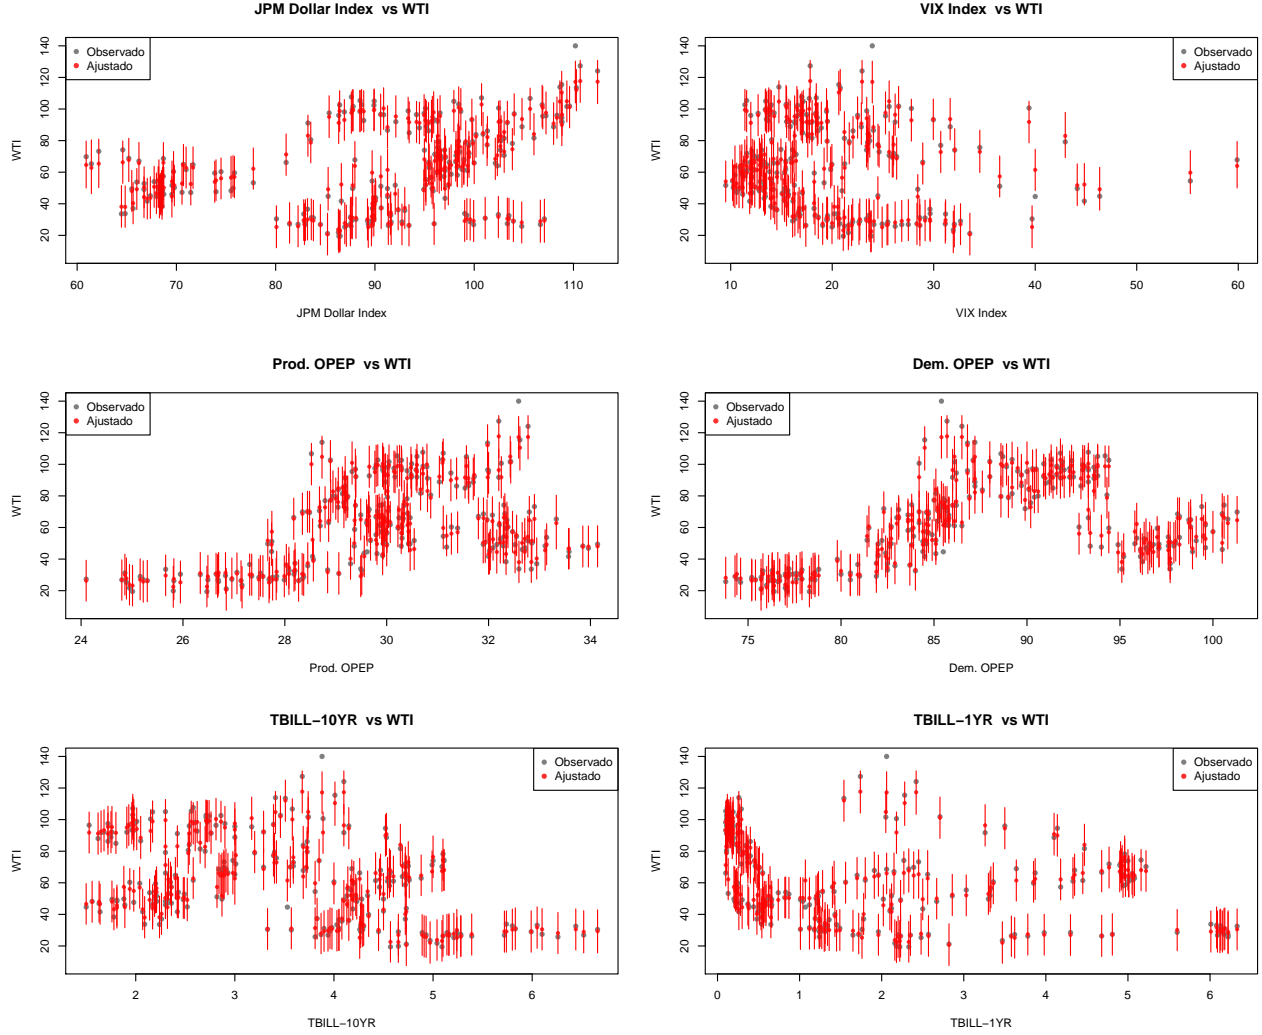 JPM Dollar Index vs WTI
WTI
20 40 60 80 100 120 140
Observado
Ajustado
60 70 80 90 100 110
JPM Dollar Index
VIX Index vs WTI
WTI
20 40 60 80 100 120 140
Observado
Ajustado
10 20 30 40 50 60
VIX Index
Prod. OPEP vs WTI
WTI
20 40 60 80 100 120 140
Observado
Ajustado
24 26 28 30 32 34
Prod. OPEP
Dem. OPEP vs WTI
WTI
20 40 60 80 100 120 140
Observado
Ajustado
75 80 85 90 95 100
Dem. OPEP
TBILL−10YR vs WTI
WTI
20 40 60 80 100 120 140
Observado
Ajustado
2 3 4 5 6
TBILL−10YR
TBILL−1YR vs WTI
WTI
20 40 60 80 100 120 140
Observado
Ajustado
0 1 2 3 4 5 6
TBILL−1YR